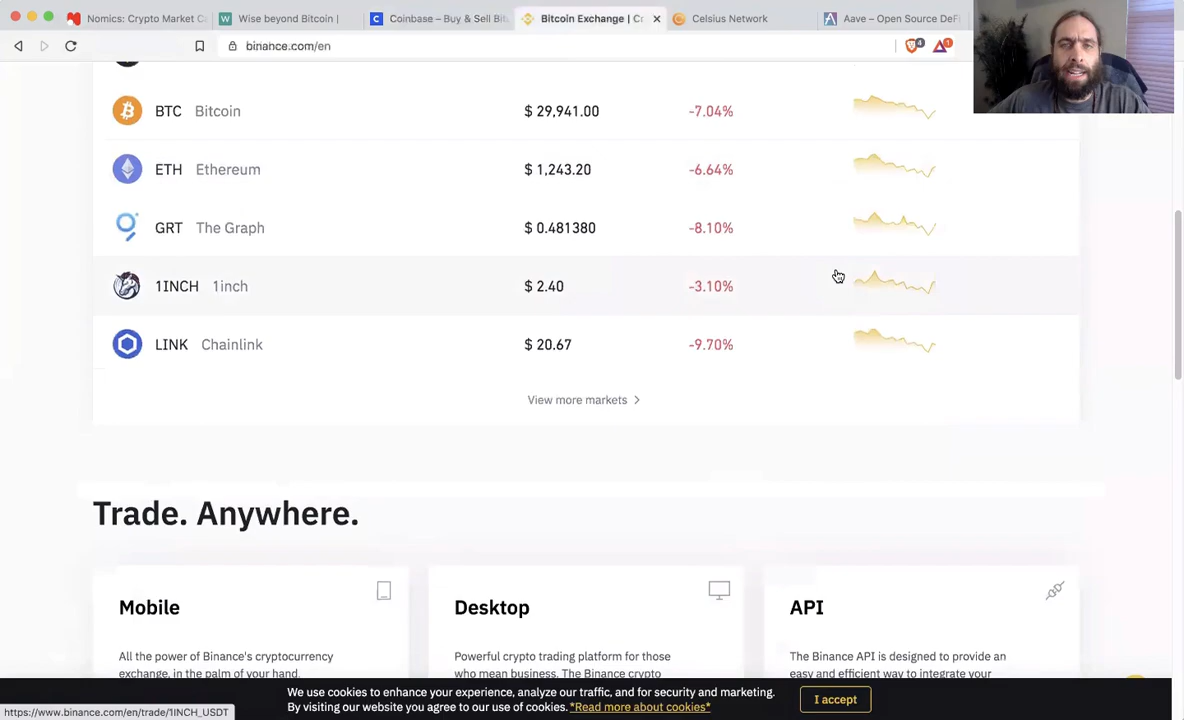 Nomics: Crypto Market C
Wise beyond Bitcoin |
Coinbase – Buy & Sell Bit
Bitcoin Exchange | C
Celsius Network
Aave – Open Source DeFi
binance.com/en
4
1
BTC Bitcoin $ 29,941.00 -7.04%
ETH Ethereum $ 1,243.20 -6.64%
GRT The Graph $ 0.481380 -8.10%
1INCH 1inch $ 2.40 -3.10%
LINK Chainlink $ 20.67 -9.70%
View more markets
Trade. Anywhere.
Mobile
All the power of Binance's cryptocurrency
exchange, in the palm of your hand.
Desktop
Powerful crypto trading platform for those
who mean business. The Binance crypto
API
The Binance API is designed to provide an
easy and efficient way to integrate your
We use cookies to enhance your experience, analyze our traffic, and for security and marketing.
By visiting our website you agree to our use of cookies. *Read more about cookies*
I accept
https://www.binance.com/en/trade/1INCH_USDT